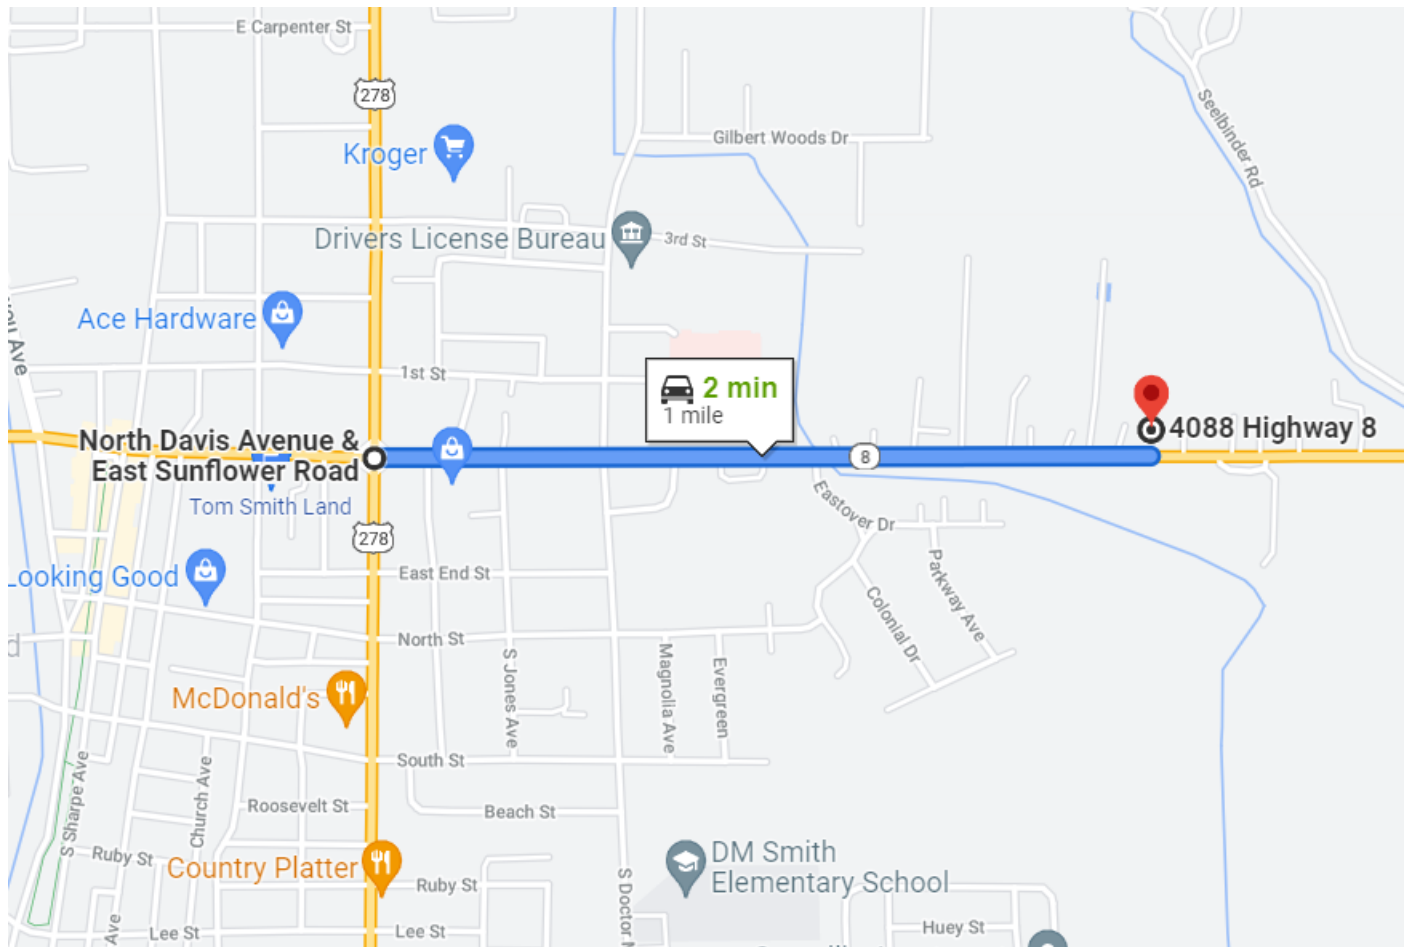 E Carpenter St
278
Kroger
Gilbert Woods Dr
Seelbinder Rd
Drivers License Bureau
3rd St
Ace Hardware
Ave
1st St
2 min
1 mile
4088 Highway 8
North Davis Avenue &
East Sunflower Road
8
Tom Smith Land
Eastover Dr
278
Looking Good
East End St
Parkway Ave
Colonial Dr
North St
d
S Jones Ave
Magnolia Ave
Evergreen
McDonald's
South St
S Sharpe Ave
Church Ave
Roosevelt St
Beach St
Ruby St
Country Platter
DM Smith
Elementary School
Ruby St
S Doctor
Ave
Lee St
Lee St
Huey St